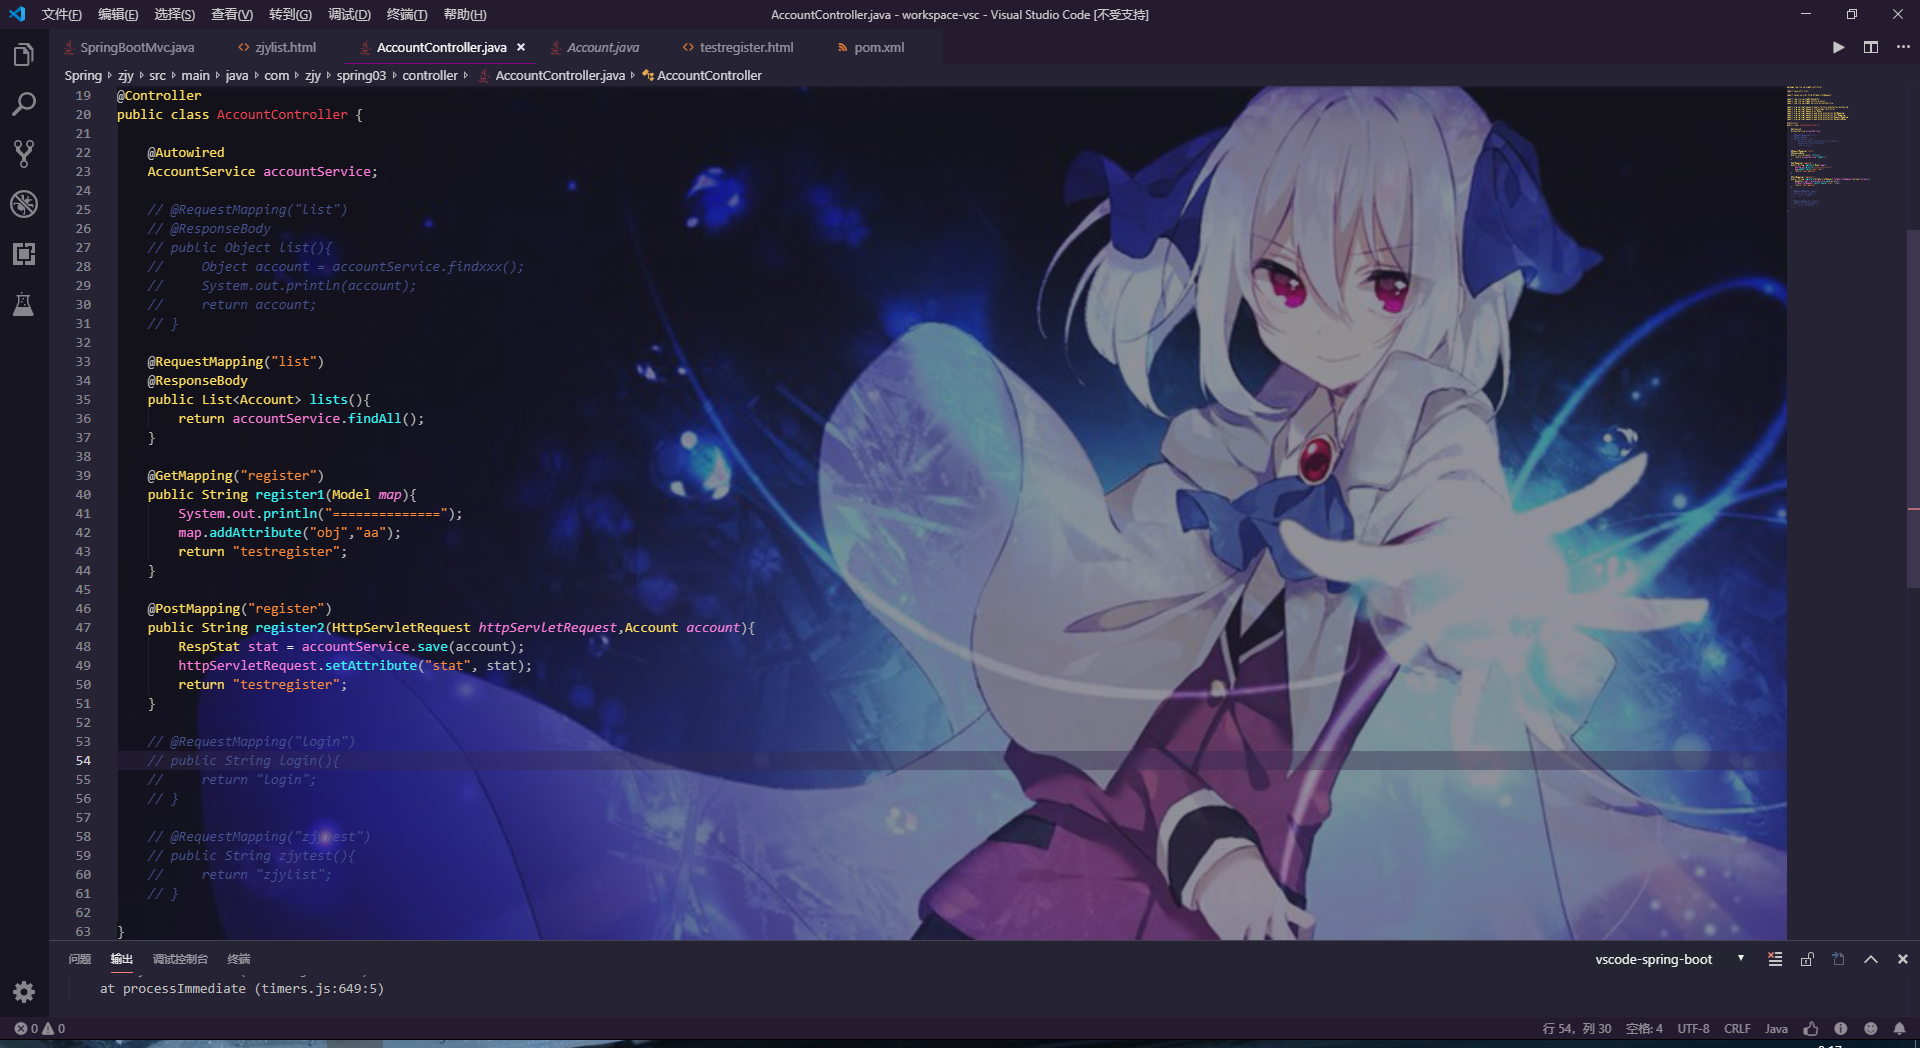 文件(F) 编辑(E) 选择(S) 查看(V) 转到(G) 调试(D) 终端(T) 帮助(H) AccountController.java - workspace-vsc - Visual Studio Code [不受支持]
SpringBootMvc.java <> zjylist.html AccountController.java × Account.java <> testregister.html pom.xml
Spring › zjy › src › main › java › com › zjy › spring03 › controller › AccountController.java › AccountController
19 @Controller
20 public class AccountController {
21
22 @Autowired
23 AccountService accountService;
24
25 // @RequestMapping("list")
26 // @ResponseBody
27 // public Object list(){
28 // Object account = accountService.findxxx();
29 // System.out.println(account);
30 // return account;
31 // }
32
33 @RequestMapping("list")
34 @ResponseBody
35 public List<Account> lists(){
36 return accountService.findAll();
37 }
38
39 @GetMapping("register")
40 public String register1(Model map){
41 System.out.println("==============");
42 map.addAttribute("obj","aa");
43 return "testregister";
44 }
45
46 @PostMapping("register")
47 public String register2(HttpServletRequest httpServletRequest,Account account){
48 RespStat stat = accountService.save(account);
49 httpServletRequest.setAttribute("stat", stat);
50 return "testregister";
51 }
52
53 // @RequestMapping("login")
54 // public String login(){
55 // return "login";
56 // }
57
58 // @RequestMapping("zjytest")
59 // public String zjytest(){
60 // return "zjylist";
61 // }
62
63 }
问题 输出 调试控制台 终端 vscode-spring-boot
at processImmediate (timers.js:649:5)
0 0 行 54，列 30 空格: 4 UTF-8 CRLF Java